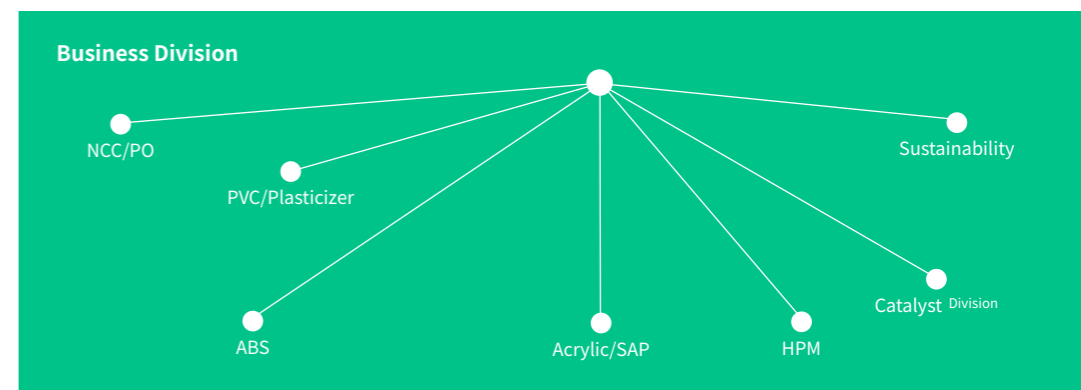 Business Division
NCC/PO
Sustainability
PVC/Plasticizer
Catalyst Division
ABS
Acrylic/SAP
HPM